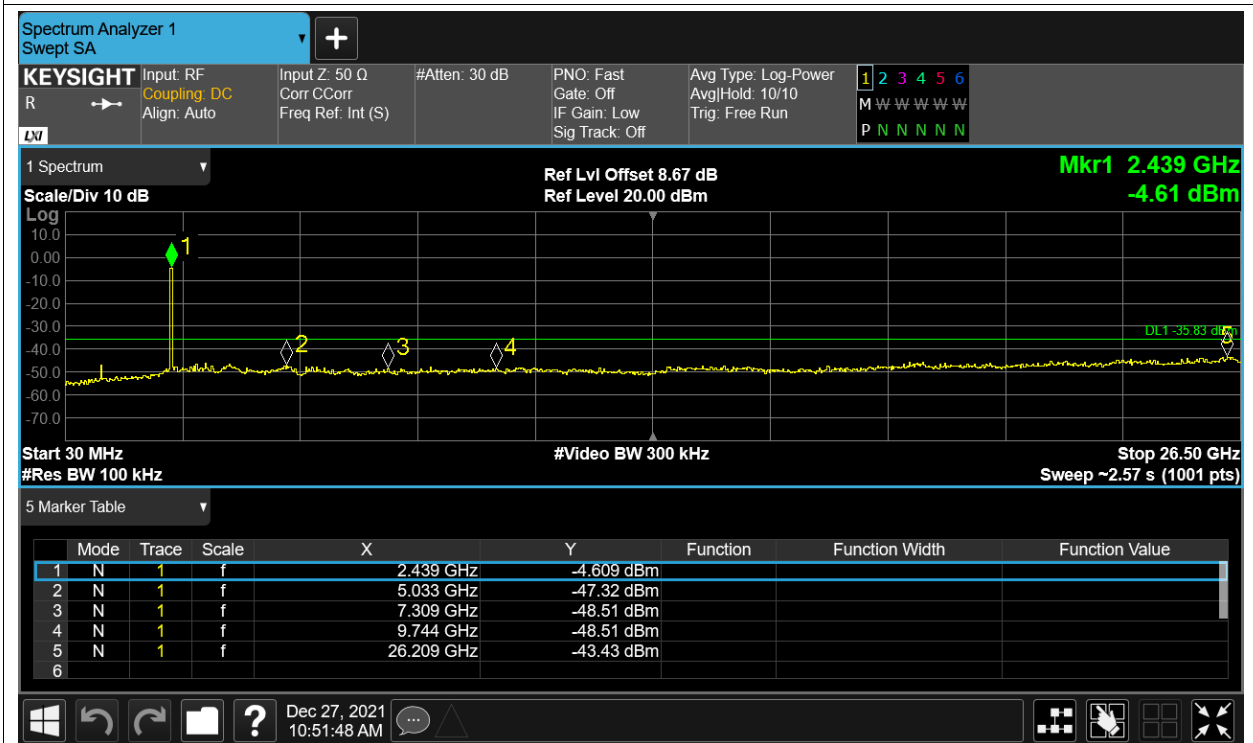 Spectrum Analyzer 1
Swept SA
+
KEYSIGHT
R
LXI
Input: RF
Coupling: DC
Align: Auto
Input Z: 50 Ω
Corr CCorr
Freq Ref: Int (S)
#Atten: 30 dB
PNO: Fast
Gate: Off
IF Gain: Low
Sig Track: Off
Avg Type: Log-Power
Avg|Hold: 10/10
Trig: Free Run
1 2 3 4 5 6
M W W W W W
P N N N N N
1 Spectrum
Scale/Div 10 dB
Ref Lvl Offset 8.67 dB
Ref Level 20.00 dBm
Mkr1 2.439 GHz
-4.61 dBm
Log
10.0
0.00
-10.0
-20.0
-30.0
-40.0
-50.0
-60.0
-70.0
1
2
3
4
5
DL1 -35.83 dBm
Start 30 MHz
#Res BW 100 kHz
#Video BW 300 kHz
Stop 26.50 GHz
Sweep ~2.57 s (1001 pts)
5 Marker Table
Mode Trace Scale X Y Function Function Width Function Value
1 N 1 f 2.439 GHz -4.609 dBm
2 N 1 f 5.033 GHz -47.32 dBm
3 N 1 f 7.309 GHz -48.51 dBm
4 N 1 f 9.744 GHz -48.51 dBm
5 N 1 f 26.209 GHz -43.43 dBm
6
?
Dec 27, 2021
10:51:48 AM